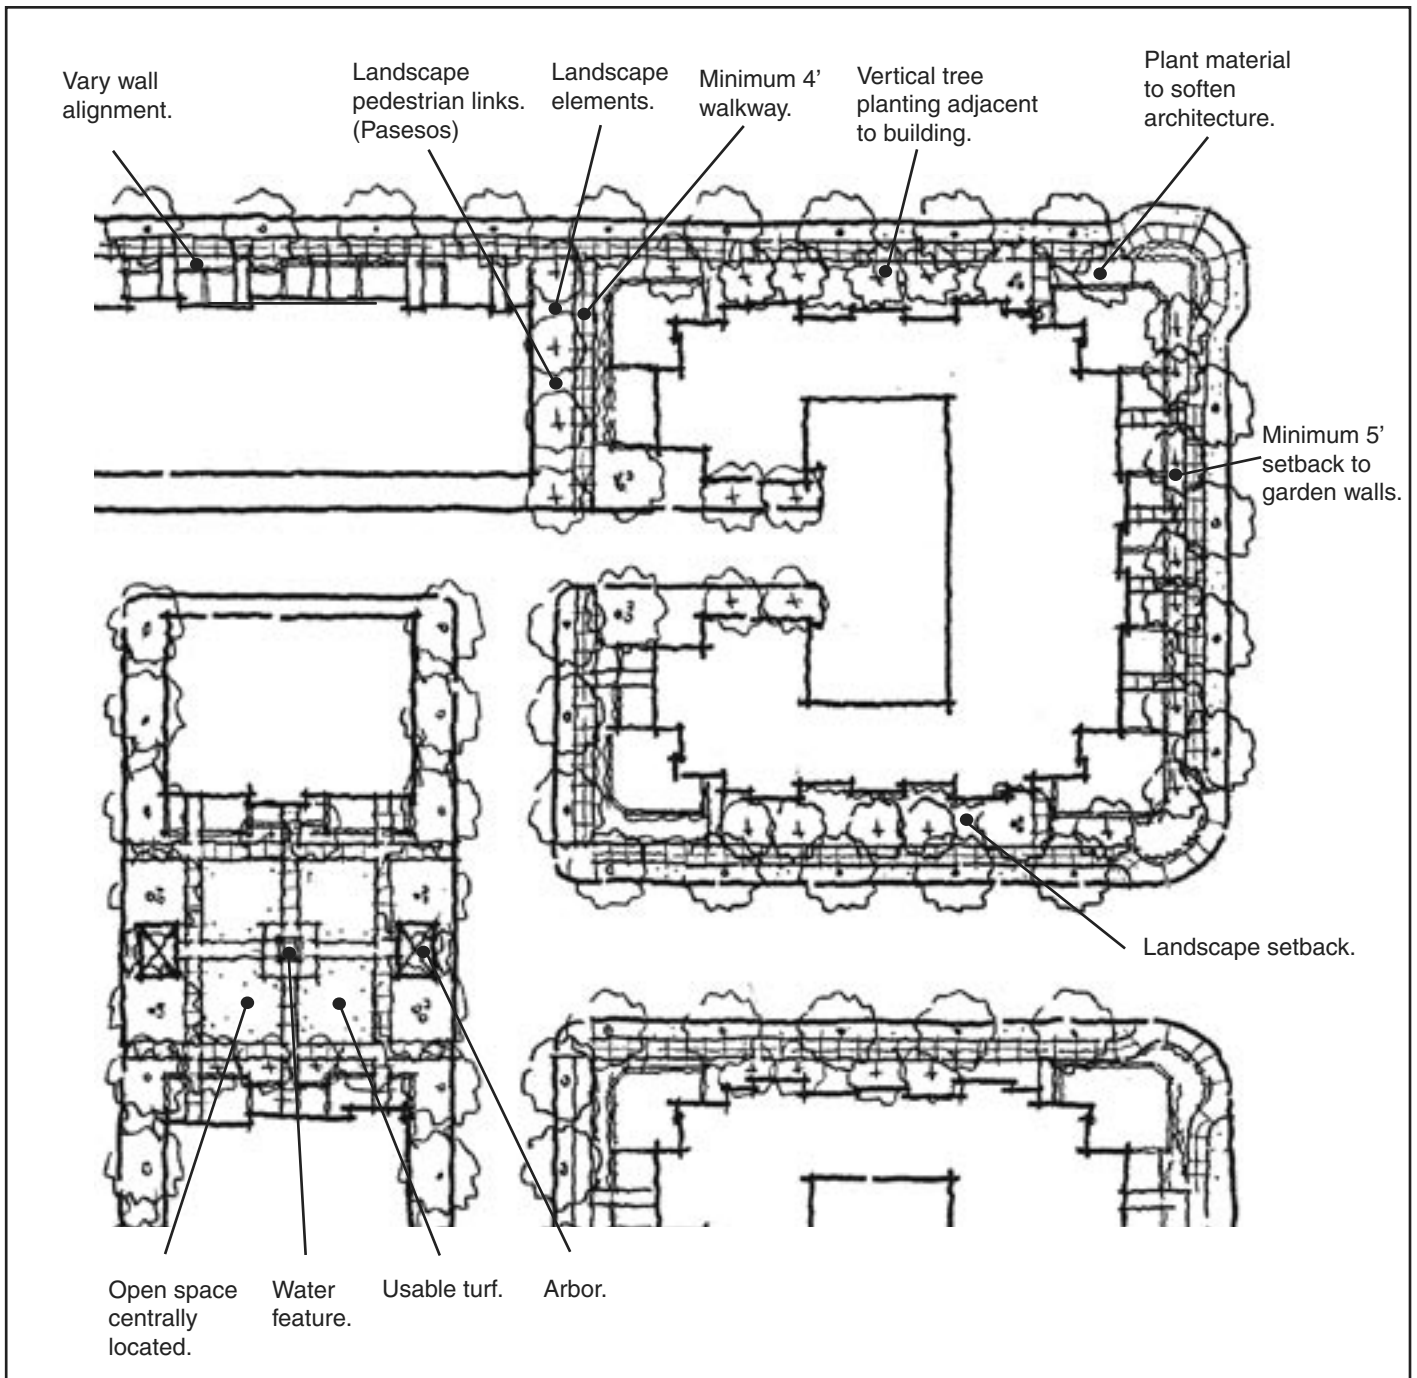 Vary wall
alignment.
Landscape
pedestrian links.
(Pasesos)
Landscape
elements.
Minimum 4’
walkway.
Vertical tree
planting adjacent
to building.
Plant material
to soften
architecture.
Minimum 5’
setback to
garden walls.
Landscape setback.
Open space
centrally
located.
Water
feature.
Usable turf.
Arbor.